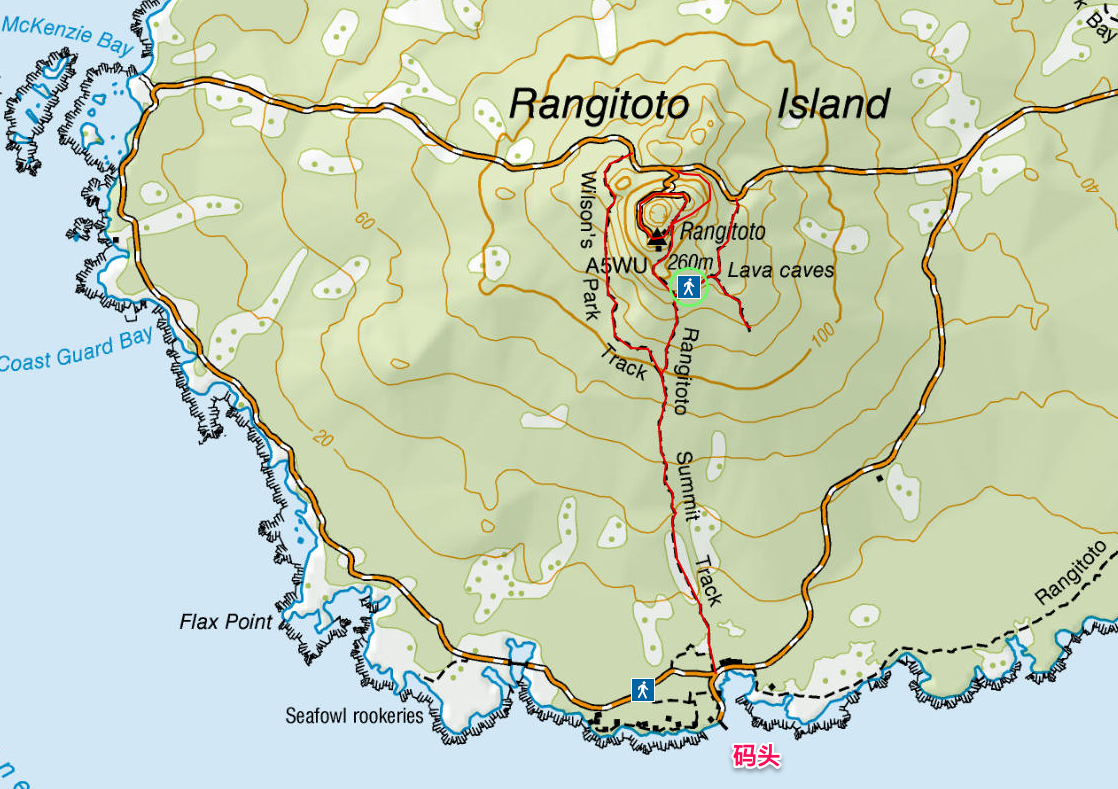 McKenzie Bay
k Bay
Rangitoto Island
40
60
Wilson's Park
Track
Rangitoto
A5WU
260m
Lava caves
Coast Guard Bay
100
20
Rangitoto
Summit
Track
Rangitoto
Flax Point
Seafowl rookeries
码头
ne